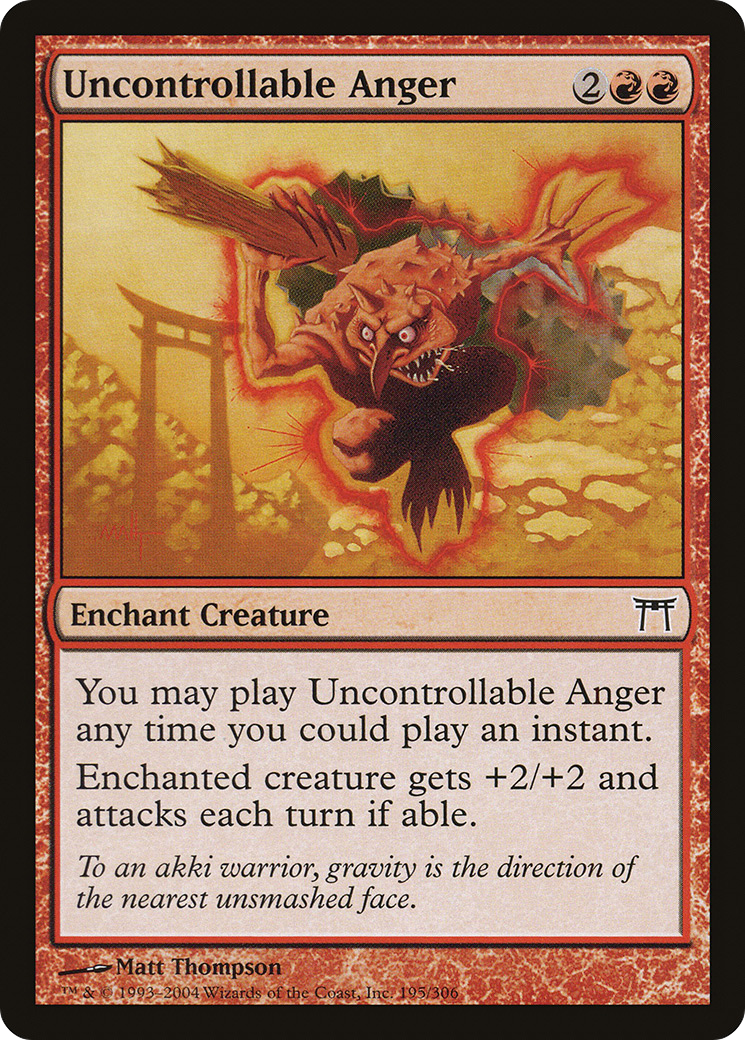 Uncontrollable Anger 2
Enchant Creature
You may play Uncontrollable Anger
any time you could play an instant.
Enchanted creature gets +2/+2 and
attacks each turn if able.
To an akki warrior, gravity is the direction of
the nearest unsmashed face.
Matt Thompson
™ & © 1993–2004 Wizards of the Coast, Inc. 195/306